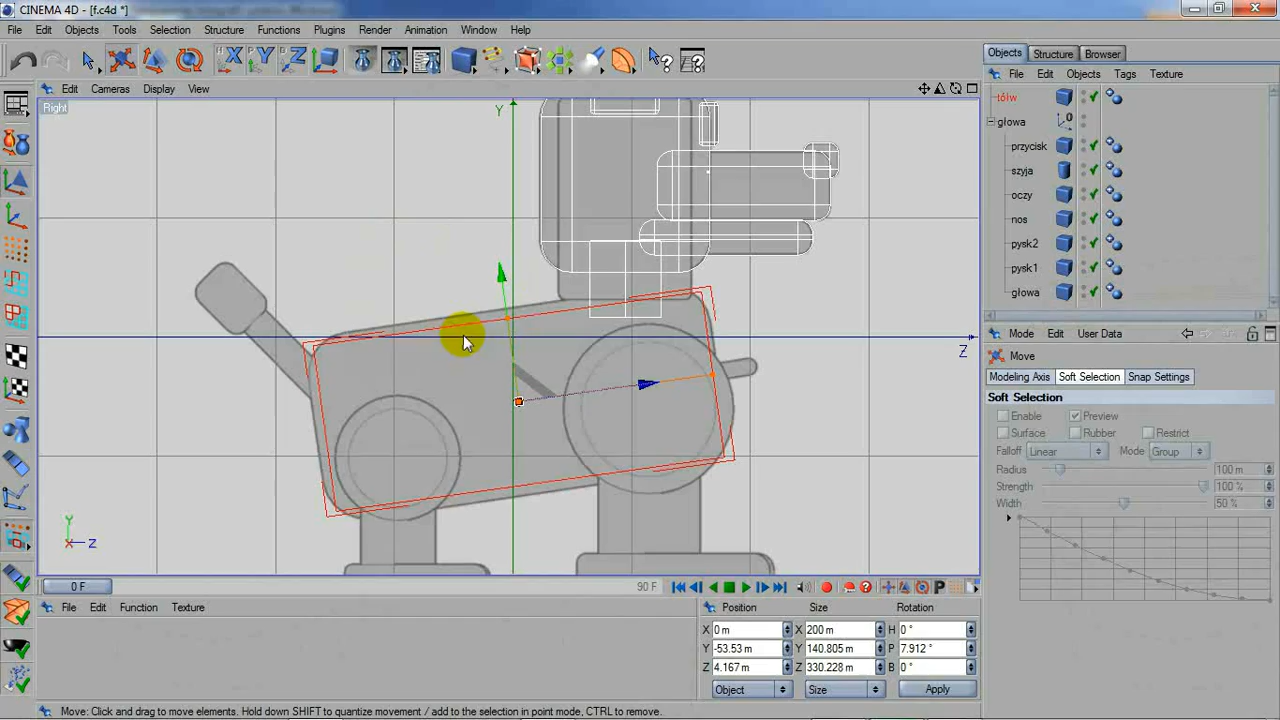 CINEMA 4D - [f.c4d *]
File Edit Objects Tools Selection Structure Functions Plugins Render Animation Window Help
Edit Cameras Display View
Right
Y
Z
Y
X Z
Objects Structure Browser
File Edit Objects Tags Texture
głowa
przycisk
szyja
oczy
nos
pysk2
pysk1
głowa
Mode Edit User Data
Move
Modeling Axis Soft Selection Snap Settings
Soft Selection
Enable Preview
Surface Rubber Restrict
Falloff Linear Mode Group
Radius 100 m
Strength 100 %
Width 50 %
0 F 90 F
File Edit Function Texture
Position Size Rotation
X 0 m X 200 m H 0 °
Y -53.53 m Y 140.805 m P 7.912 °
Z 4.167 m Z 330.228 m B 0 °
Object Size Apply
Move: Click and drag to move elements. Hold down SHIFT to quantize movement / add to the selection in point mode, CTRL to remove.